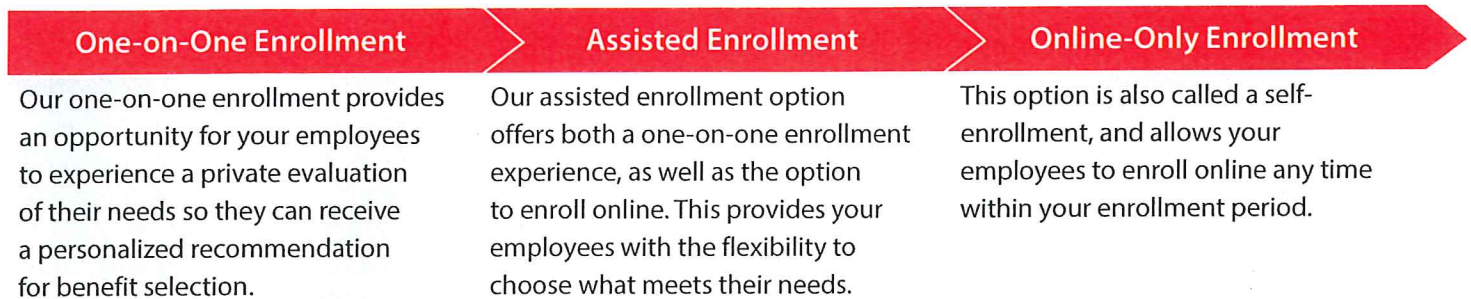 One-on-One Enrollment
Our one-on-one enrollment provides
an opportunity for your employees
to experience a private evaluation
of their needs so they can receive
a personalized recommendation
for benefit selection.
Assisted Enrollment
Our assisted enrollment option
offers both a one-on-one enrollment
experience, as well as the option
to enroll online. This provides your
employees with the flexibility to
choose what meets their needs.
Online-Only Enrollment
This option is also called a self-
enrollment, and allows your
employees to enroll online any time
within your enrollment period.